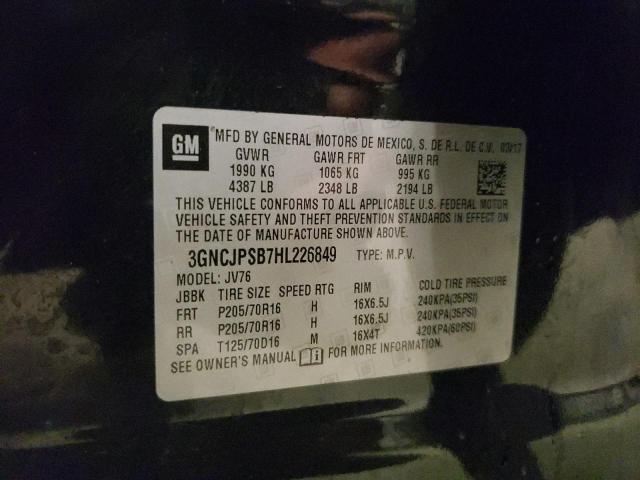 GM MFD BY GENERAL MOTORS DE MEXICO, S. DE R.L. DE C.V. 03/17
GVWR GAWR FRT GAWR RR
1990 KG 1065 KG 995 KG
4387 LB 2348 LB 2194 LB
THIS VEHICLE CONFORMS TO ALL APPLICABLE U.S. FEDERAL MOTOR
VEHICLE SAFETY AND THEFT PREVENTION STANDARDS IN EFFECT ON
THE DATE OF MANUFACTURE SHOWN ABOVE.
3GNCJPSB7HL226849 TYPE: M.P.V.
MODEL: JV76
JBBK TIRE SIZE SPEED RTG RIM COLD TIRE PRESSURE
FRT P205/70R16 H 16X6.5J 240KPA(35PSI)
RR P205/70R16 H 16X6.5J 240KPA(35PSI)
SPA T125/70D16 M 16X4T 420KPA(60PSI)
SEE OWNER'S MANUAL FOR MORE INFORMATION.